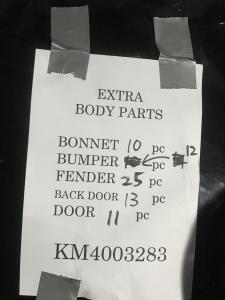 EXTRA
BODY PARTS
BONNET 10 pc
BUMPER pc 12
FENDER 25 pc
BACK DOOR 13 pc
DOOR 11 pc
KM4003283